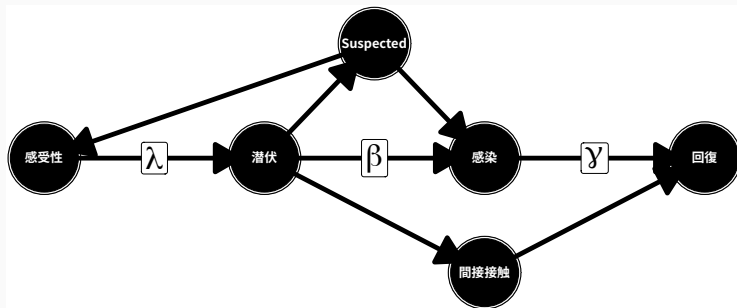 Suspected
感受性
λ
潜伏
β
感染
γ
回復
間接接触